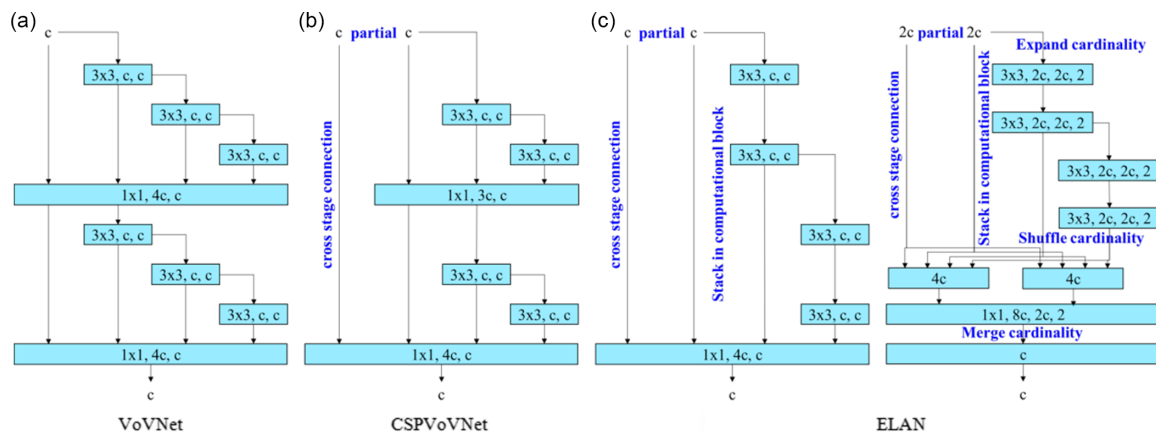 (a)
c
3x3, c, c
3x3, c, c
3x3, c, c
1x1, 4c, c
3x3, c, c
3x3, c, c
3x3, c, c
1x1, 4c, c
c
VoVNet
(b)
c partial c
cross stage connection
3x3, c, c
3x3, c, c
1x1, 3c, c
3x3, c, c
3x3, c, c
1x1, 4c, c
c
CSPVoVNet
(c)
c partial c
cross stage connection
Stack in computational block
3x3, c, c
3x3, c, c
3x3, c, c
3x3, c, c
1x1, 4c, c
c
2c partial 2c
Expand cardinality
cross stage connection
Stack in computational block
3x3, 2c, 2c, 2
3x3, 2c, 2c, 2
3x3, 2c, 2c, 2
3x3, 2c, 2c, 2
Shuffle cardinality
4c
4c
1x1, 8c, 2c, 2
Merge cardinality
c
c
ELAN